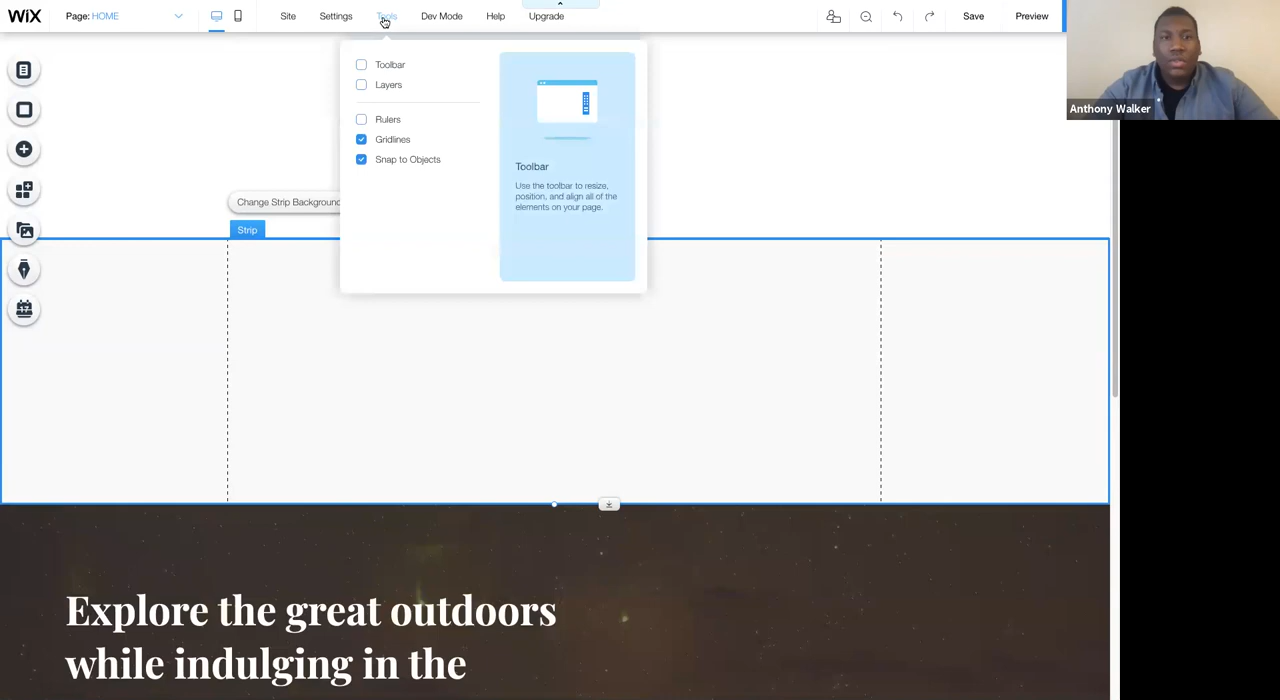 WiX Page: HOME Site Settings Tools Dev Mode Help Upgrade Save Preview
Toolbar
Layers
Rulers
Gridlines
Snap to Objects
Toolbar
Use the toolbar to resize,
position, and align all of the
elements on your page.
Anthony Walker
Change Strip Background
Strip
Explore the great outdoors
while indulging in the